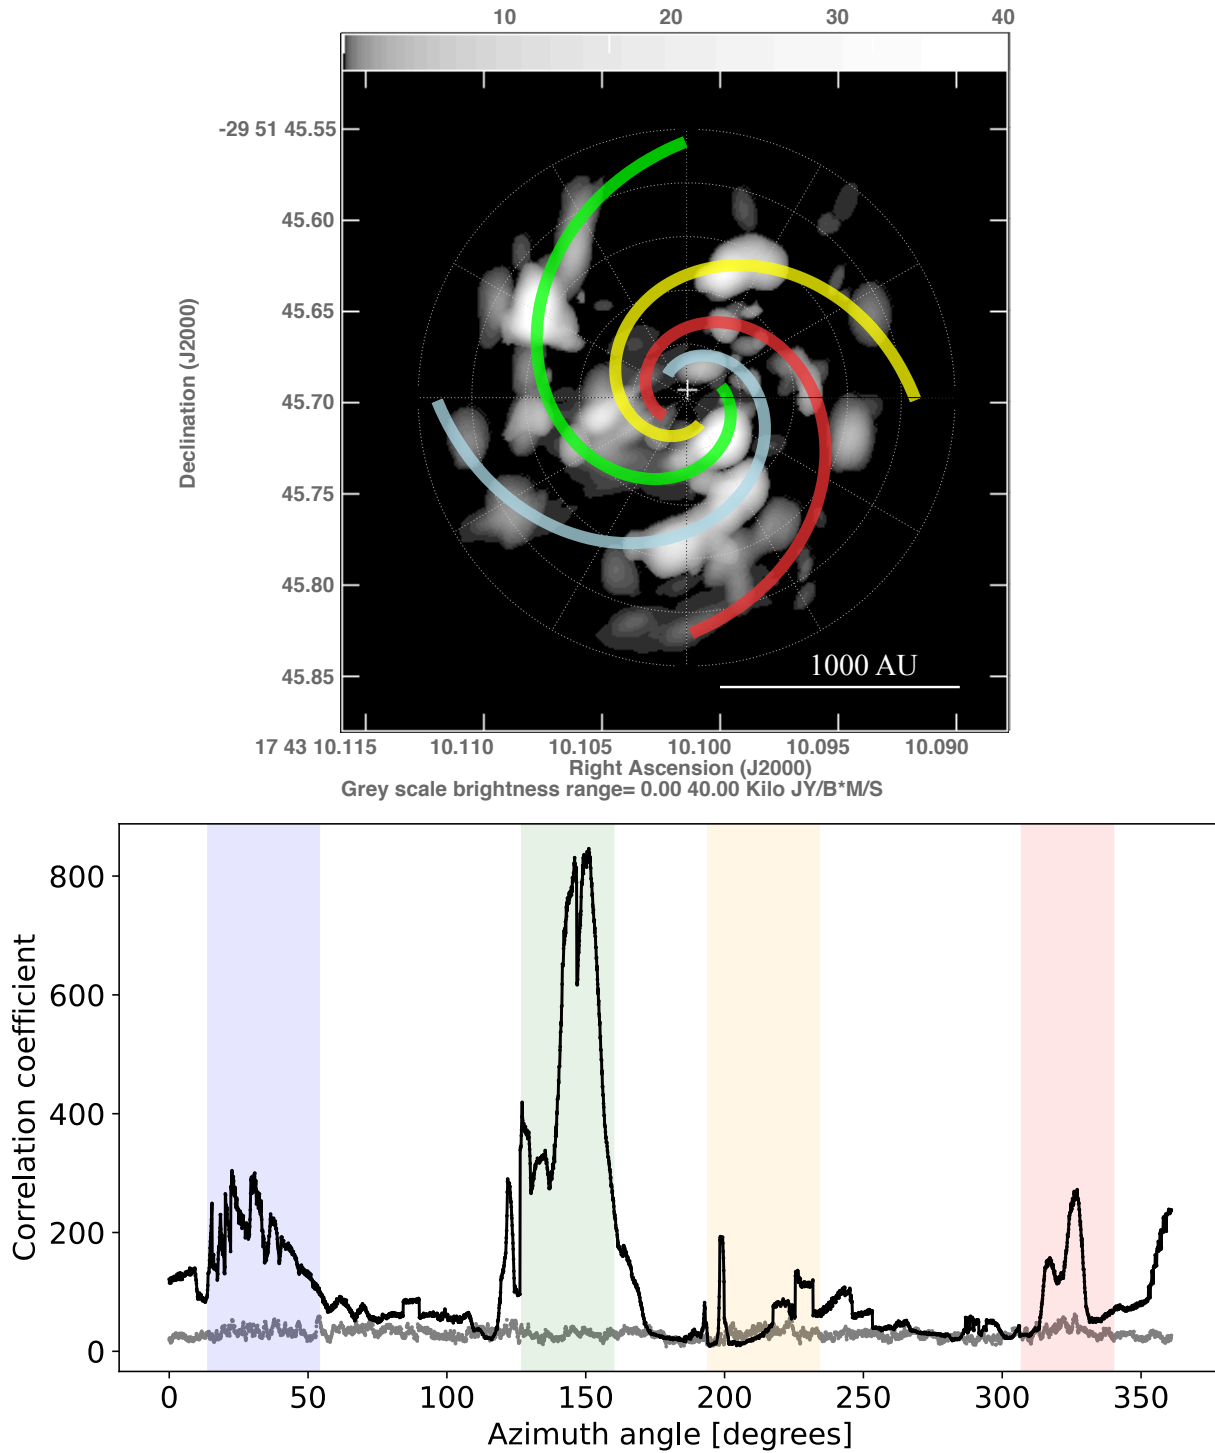 10 20 30 40
-29 51 45.55
45.60
45.65
45.70
45.75
45.80
45.85
Declination (J2000)
1000 AU
17 43 10.115 10.110 10.105 10.100 10.095 10.090
Right Ascension (J2000)
Grey scale brightness range= 0.00 40.00 Kilo JY/B*M/S
800
600
400
200
0
Correlation coefficient
0 50 100 150 200 250 300 350
Azimuth angle [degrees]